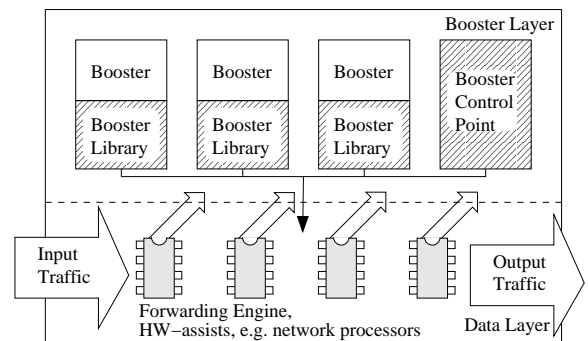 Booster Layer
Booster
Booster
Booster
Booster
Control
Point
Booster
Library
Booster
Library
Booster
Library
Input
Traffic
Output
Traffic
Forwarding Engine,
HW−assists, e.g. network processors
Data Layer